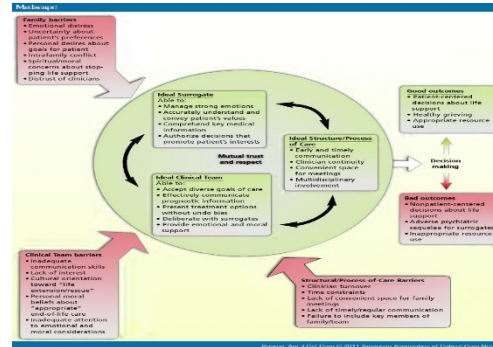 Medscape
Family barriers
• Emotional distress
• Uncertainty about
patient's preferences
• Personal desires about
goals for patient
• Intrafamily conflict
• Spiritual/moral
concerns about stop-
ping life support
• Distrust of clinicians
Ideal Surrogate
Able to:
• Manage strong emotions
• Accurately understand and
convey patient's values
• Comprehend key medical
information
• Authorize decisions that
promote patient's interests
Mutual trust
and respect
Ideal Clinical Team
Able to:
• Accept diverse goals of care
• Effectively communicate
prognostic information
• Present treatment options
without undo bias
• Deliberate with surrogates
• Provide emotional and moral
support
Ideal Structure/Process
of Care
• Early and timely
communication
• Clinician continuity
• Convenient space
for meetings
• Multidisciplinary
involvement
Good outcomes
• Patient-centered
decisions about life
support
• Healthy grieving
• Appropriate resource
use
Decision
making
Bad outcomes
• Nonpatient-centered
decisions about life
support
• Adverse psychiatric
sequelae for surrogates
• Inappropriate resource
use
Clinical Team barriers
• Inadequate
communication skills
• Lack of interest
• Cultural orientation
toward "life
extension/rescue"
• Personal moral
beliefs about
"appropriate"
end-of-life care
• Inadequate attention
to emotional and
moral considerations
Structural/Process of Care Barriers
• Clinician turnover
• Time constraints
• Lack of convenient space for family
meetings
• Lack of timely/regular communication
• Failure to include key members of
family/team